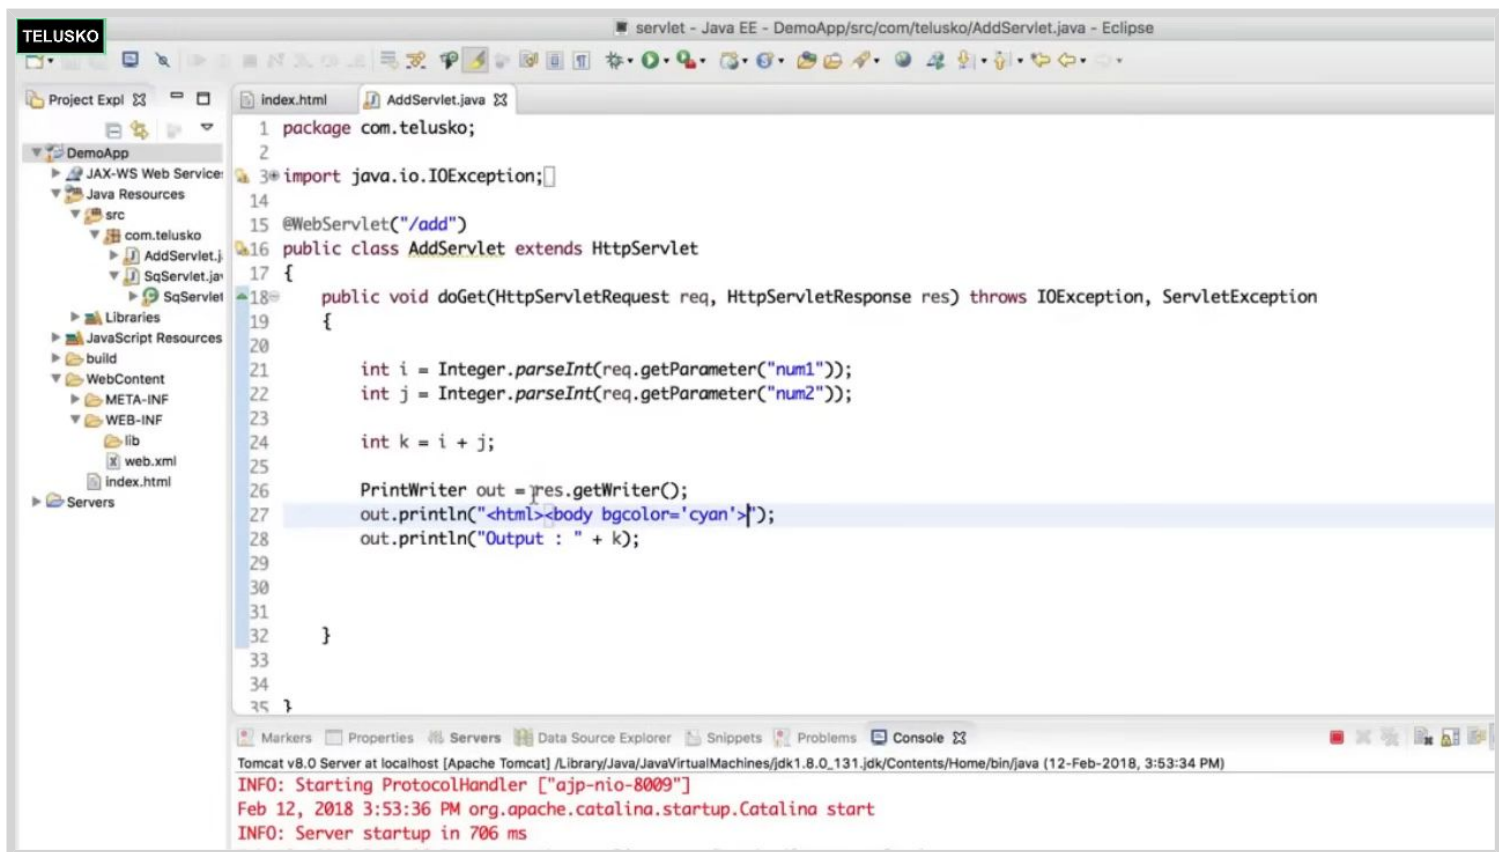 TELUSKO
servlet - Java EE - DemoApp/src/com/telusko/AddServlet.java - Eclipse
Project Expl
index.html
AddServlet.java
DemoApp
JAX-WS Web Service
Java Resources
src
com.telusko
AddServlet.j
SqServlet.ja
SqServlet
Libraries
JavaScript Resources
build
WebContent
META-INF
WEB-INF
lib
web.xml
index.html
Servers
1 package com.telusko;
2
3 import java.io.IOException;
14
15 @WebServlet("/add")
16 public class AddServlet extends HttpServlet
17 {
18 public void doGet(HttpServletRequest req, HttpServletResponse res) throws IOException, ServletException
19 {
20
21 int i = Integer.parseInt(req.getParameter("num1"));
22 int j = Integer.parseInt(req.getParameter("num2"));
23
24 int k = i + j;
25
26 PrintWriter out = res.getWriter();
27 out.println("<html><body bgcolor='cyan'>");
28 out.println("Output : " + k);
29
30
31
32 }
33
34
35 }
Markers Properties Servers Data Source Explorer Snippets Problems Console
Tomcat v8.0 Server at localhost [Apache Tomcat] /Library/Java/JavaVirtualMachines/jdk1.8.0_131.jdk/Contents/Home/bin/java (12-Feb-2018, 3:53:34 PM)
INFO: Starting ProtocolHandler ["ajp-nio-8009"]
Feb 12, 2018 3:53:36 PM org.apache.catalina.startup.Catalina start
INFO: Server startup in 706 ms